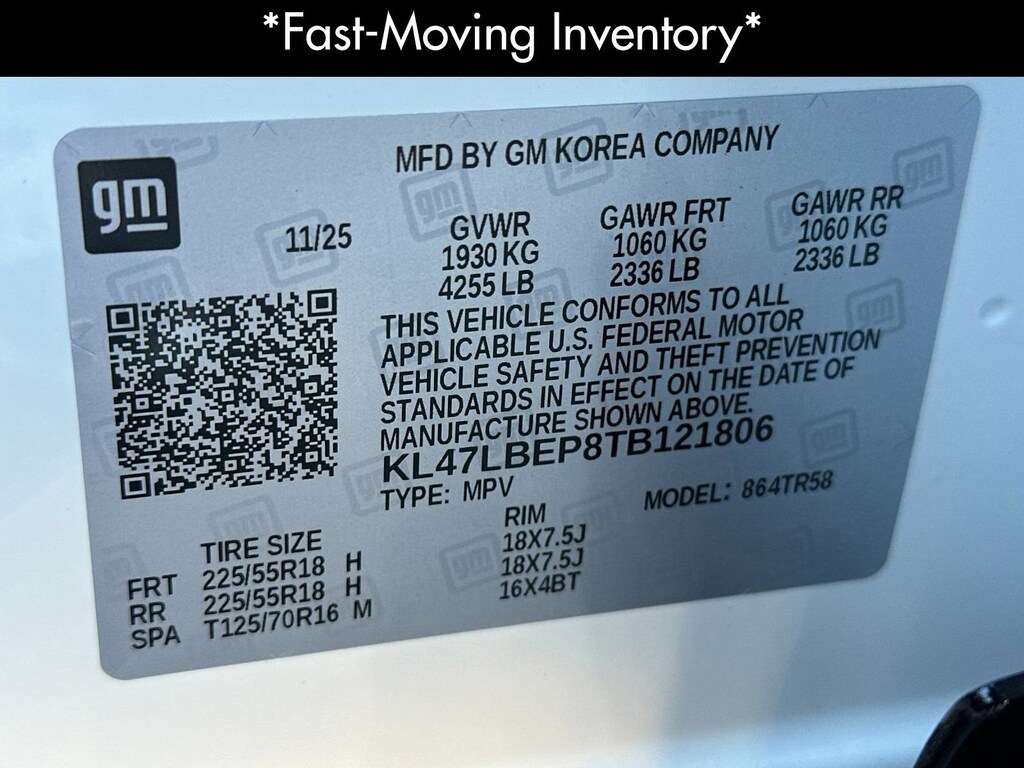 *Fast-Moving Inventory*
gm
MFD BY GM KOREA COMPANY
11/25
GVWR
1930 KG
4255 LB
GAWR FRT
1060 KG
2336 LB
GAWR RR
1060 KG
2336 LB
THIS VEHICLE CONFORMS TO ALL
APPLICABLE U.S. FEDERAL MOTOR
VEHICLE SAFETY AND THEFT PREVENTION
STANDARDS IN EFFECT ON THE DATE OF
MANUFACTURE SHOWN ABOVE.
KL47LBEP8TB121806
TYPE: MPV
MODEL: 864TR58
TIRE SIZE RIM
FRT 225/55R18 H 18X7.5J
RR 225/55R18 H 18X7.5J
SPA T125/70R16 M 16X4BT